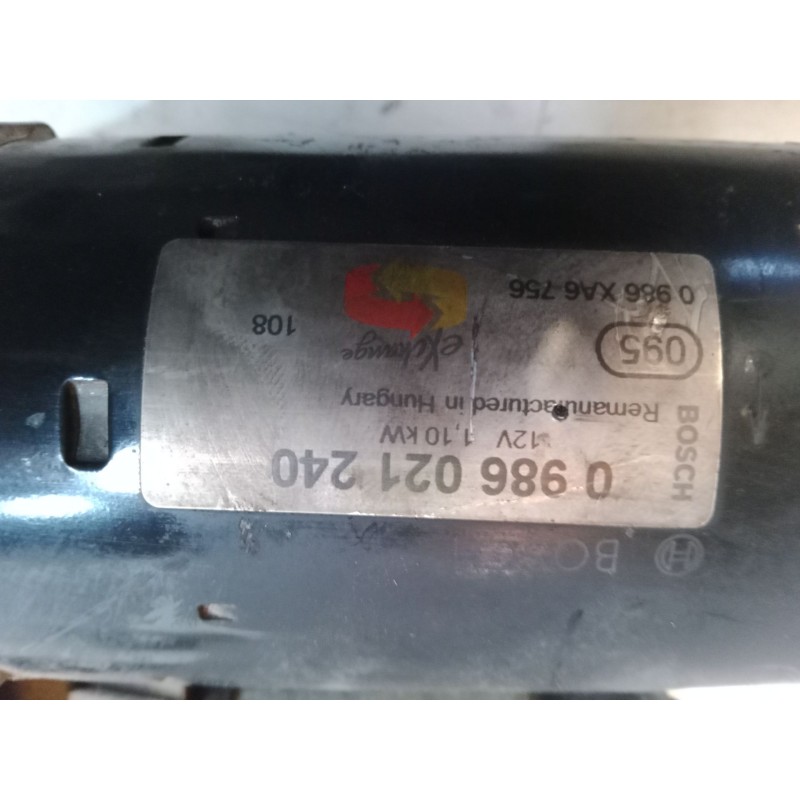 BOSCH
0 986 021 240
12V 1,10 kW
Remanufactured in Hungary
095
eXchange
108
0 986 XA6 756